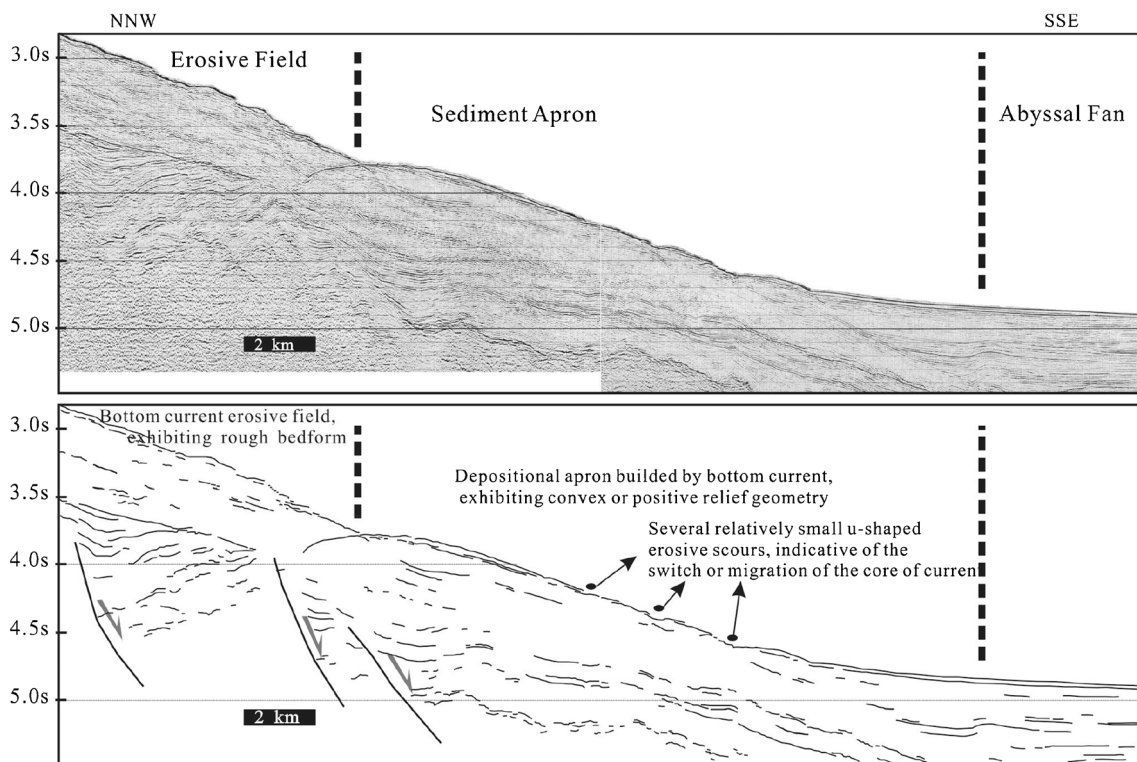 NNW
SSE
3.0s
3.5s
4.0s
4.5s
5.0s
Erosive Field
Sediment Apron
Abyssal Fan
2 km
3.0s
3.5s
4.0s
4.5s
5.0s
Bottom current erosive field,
exhibiting rough bedform
Depositional apron builded by bottom current,
exhibiting convex or positive relief geometry
Several relatively small u-shaped
erosive scours, indicative of the
switch or migration of the core of curren
2 km